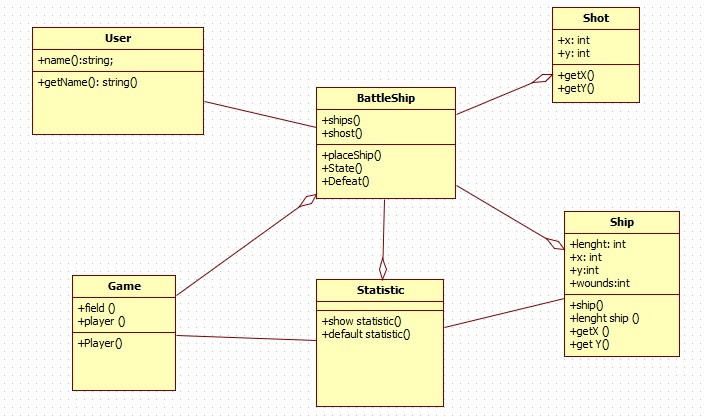 User
+name():string;
+getName(): string()
BattleShip
+ships()
+shost()
+placeShip()
+State()
+Defeat()
Shot
+x: int
+y: int
+getX()
+getY()
Game
+field ()
+player ()
+Player()
Statistic
+show statistic()
+default statistic()
Ship
+lenght: int
+x: int
+y:int
+wounds:int
+ship()
+lenght ship ()
+getX ()
+get Y()